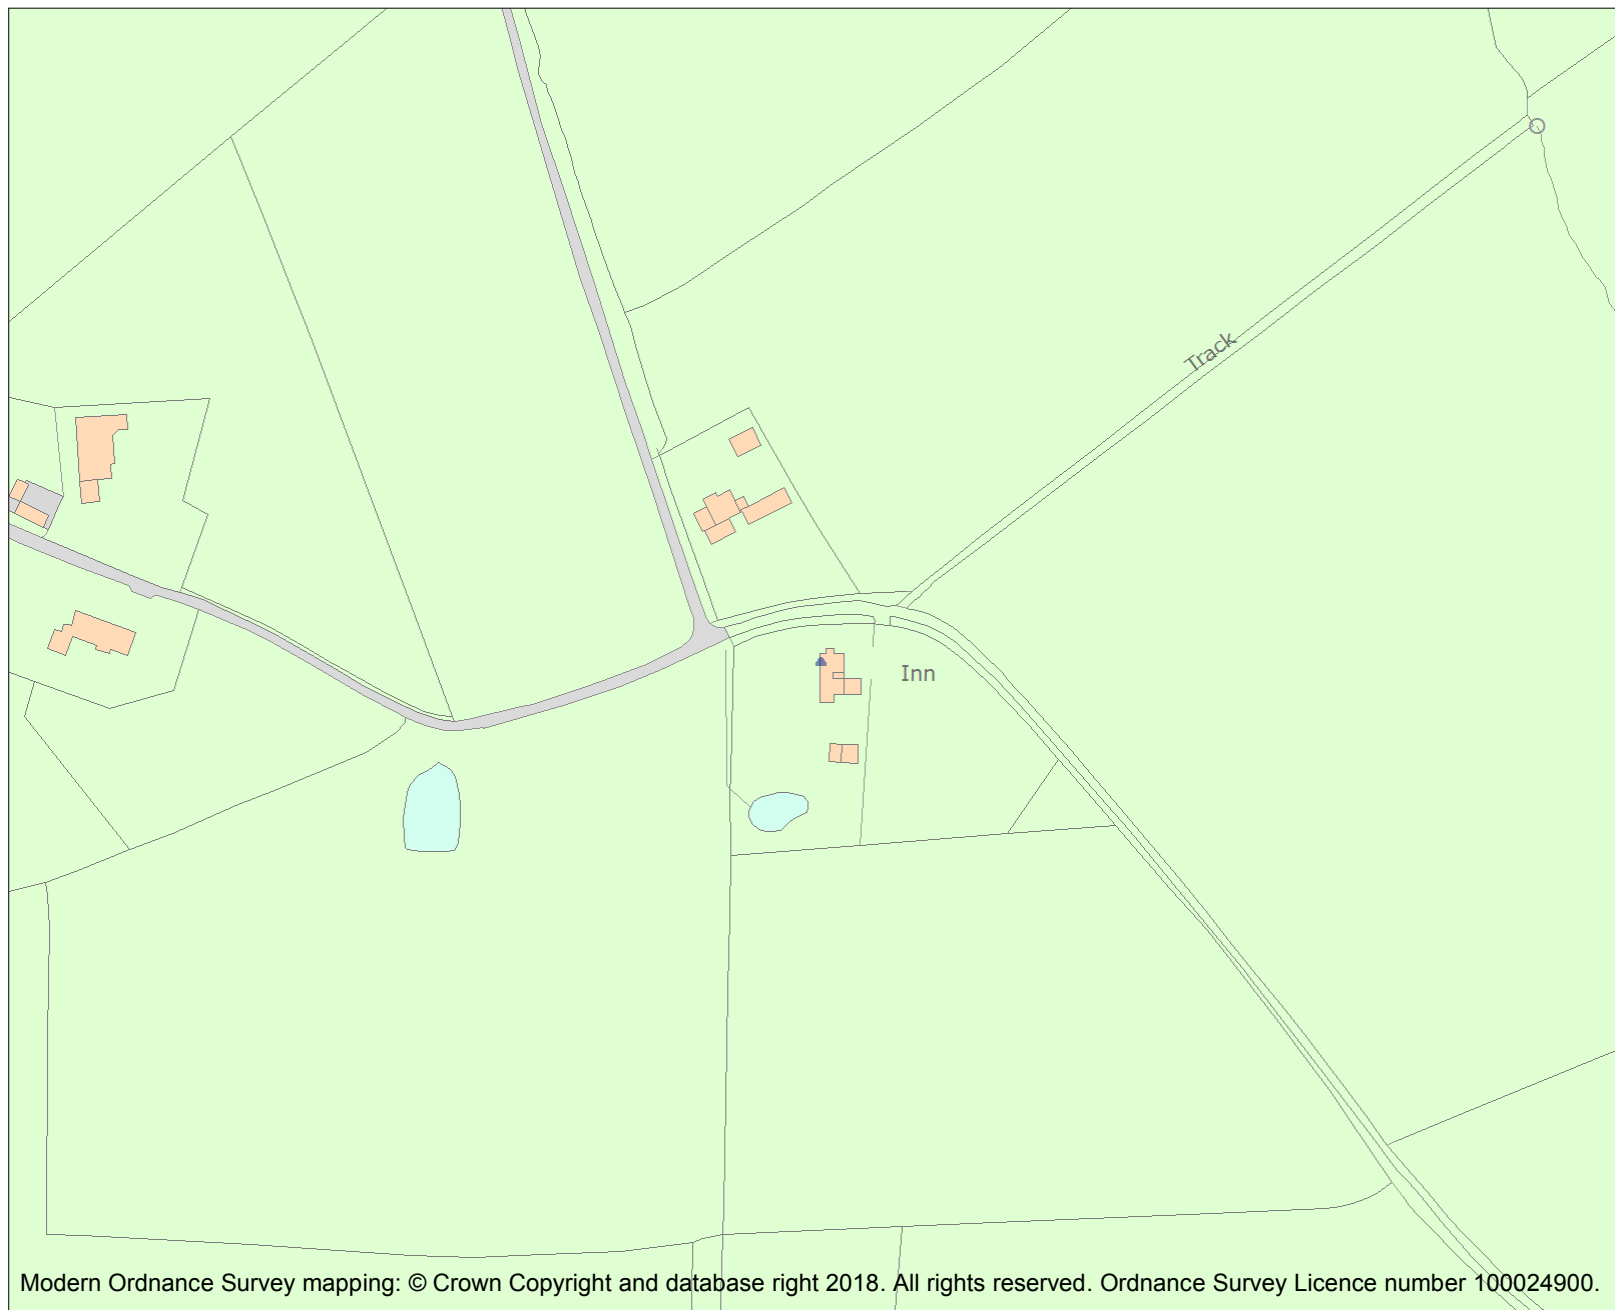 Track
Inn
Modern Ordnance Survey mapping: © Crown Copyright and database right 2018. All rights reserved. Ordnance Survey Licence number 100024900.